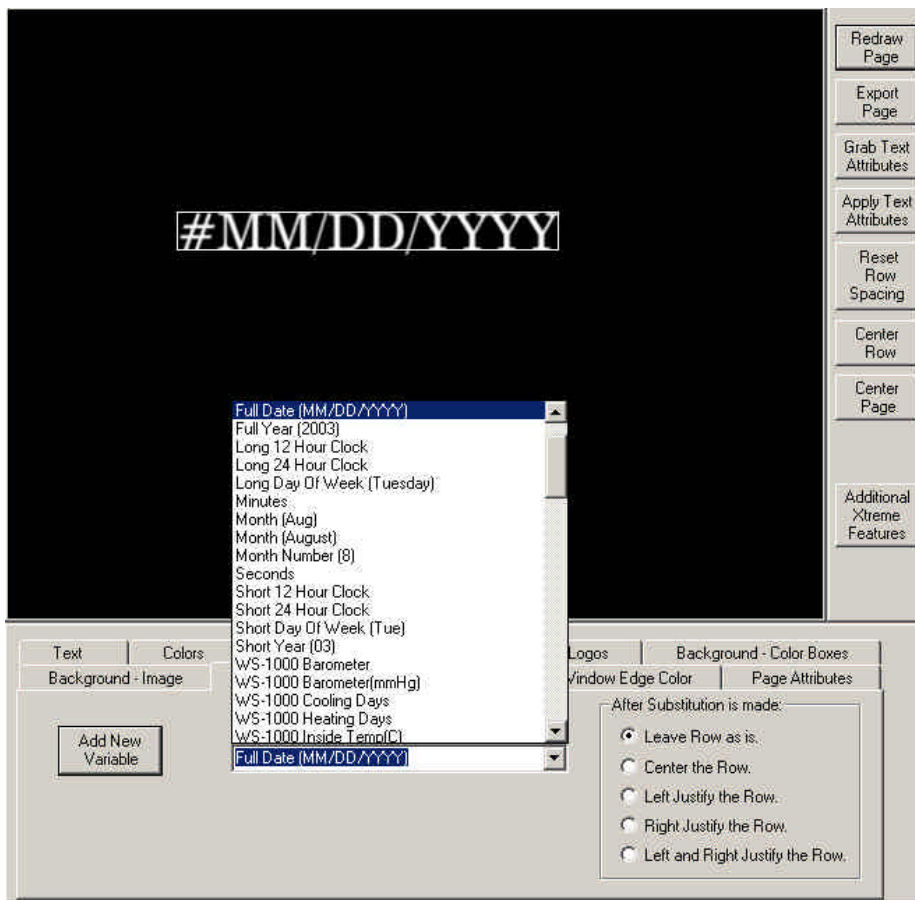 #MM/DD/YYYY
Redraw
Page
Export
Page
Grab Text
Attributes
Apply Text
Attributes
Reset
Row
Spacing
Center
Row
Center
Page
Additional
Xtreme
Features
Full Date (MM/DD/YYYY)
Full Year (2003)
Long 12 Hour Clock
Long 24 Hour Clock
Long Day Of Week (Tuesday)
Minutes
Month (Aug)
Month (August)
Month Number (8)
Seconds
Short 12 Hour Clock
Short 24 Hour Clock
Short Day Of Week (Tue)
Short Year (03)
WS-1000 Barometer
WS-1000 Barometer(mmHg)
WS-1000 Cooling Days
WS-1000 Heating Days
WS-1000 Inside Temp(C)
Full Date (MM/DD/YYYY)
Text
Colors
Logos
Background - Color Boxes
Background - Image
Window Edge Color
Page Attributes
Add New
Variable
After Substitution is made:
Leave Row as is.
Center the Row.
Left Justify the Row.
Right Justify the Row.
Left and Right Justify the Row.